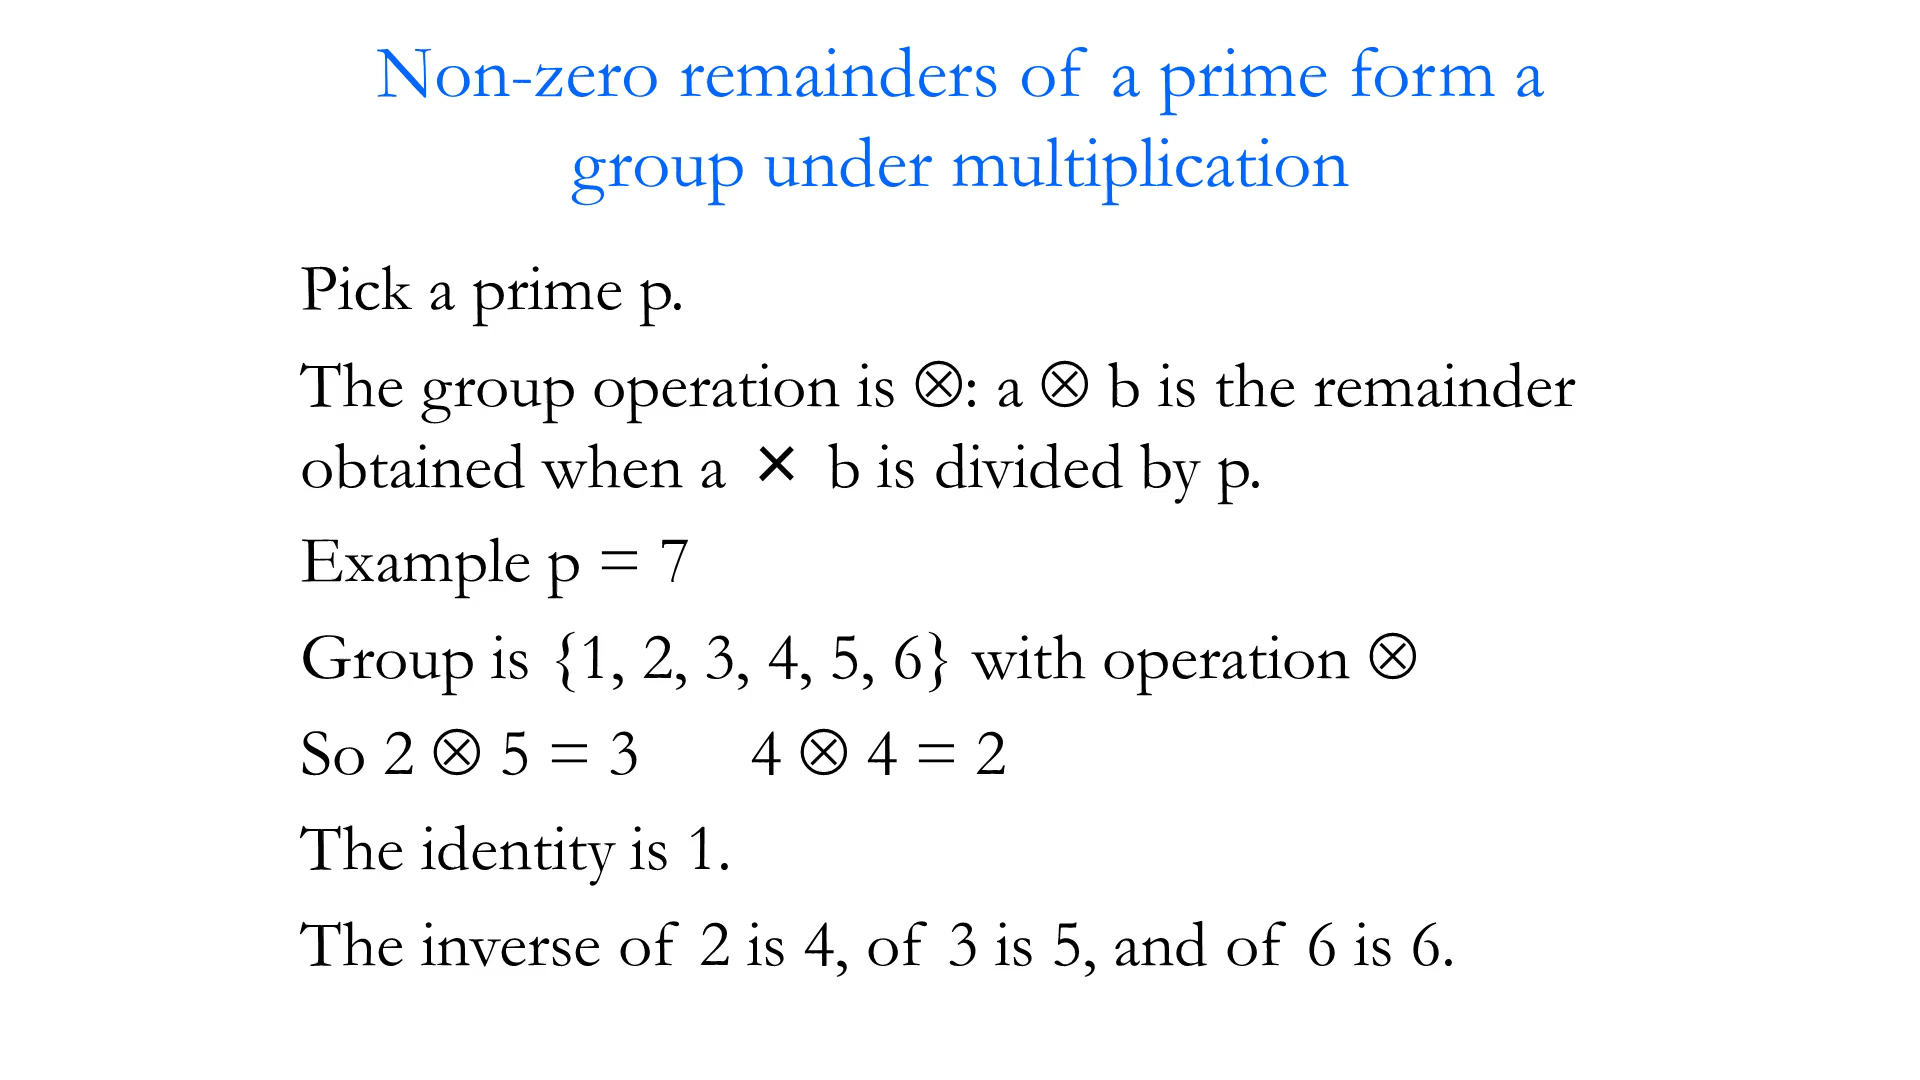 Non-zero remainders of a prime form a
group under multiplication
Pick a prime p.
The group operation is ⊗: a ⊗ b is the remainder
obtained when a × b is divided by p.
Example p = 7
Group is {1, 2, 3, 4, 5, 6} with operation ⊗
So 2 ⊗ 5 = 3 4 ⊗ 4 = 2
The identity is 1.
The inverse of 2 is 4, of 3 is 5, and of 6 is 6.